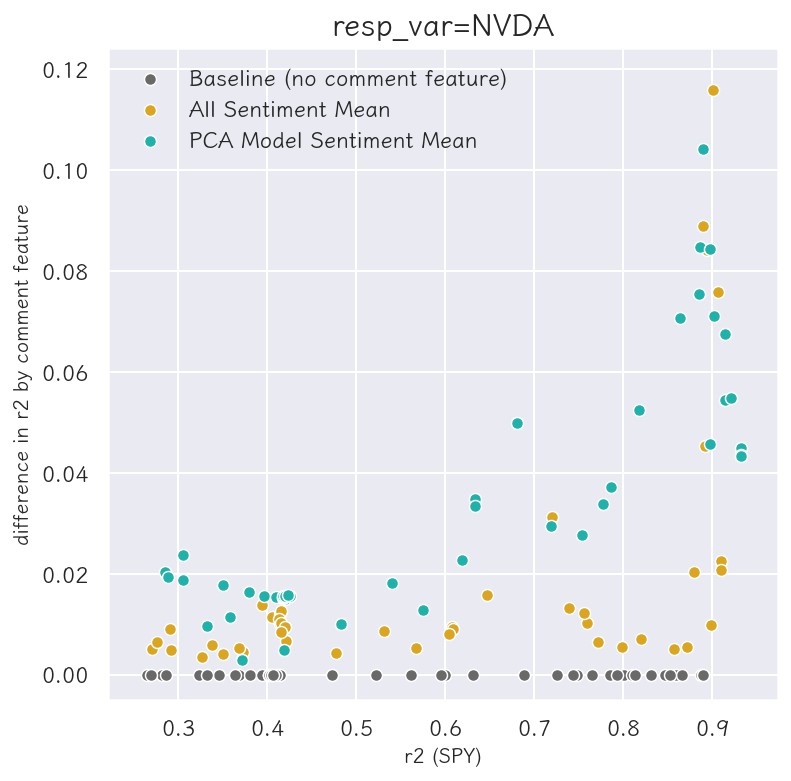 resp_var=NVDA
Baseline (no comment feature)
All Sentiment Mean
PCA Model Sentiment Mean
difference in r2 by comment feature
0.12
0.10
0.08
0.06
0.04
0.02
0.00
0.3 0.4 0.5 0.6 0.7 0.8 0.9
r2 (SPY)